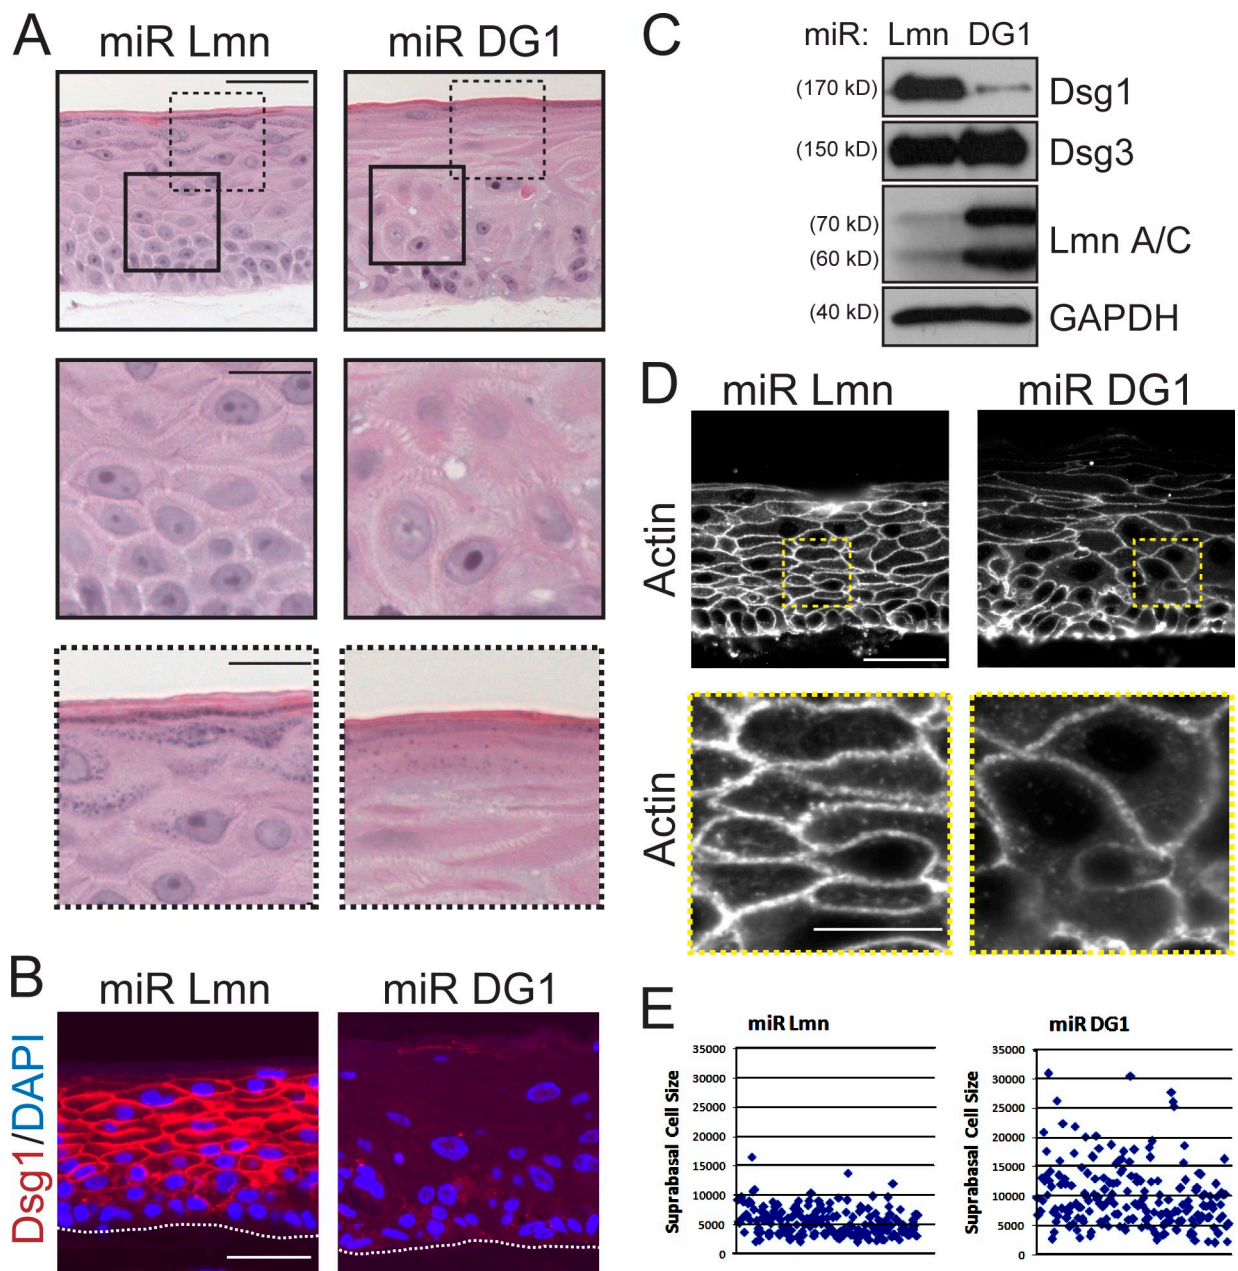 A
miR Lmn
miR DG1
B
miR Lmn
miR DG1
Dsg1/DAPI
C
miR: Lmn DG1
(170 kD) Dsg1
(150 kD) Dsg3
(70 kD)
(60 kD)
Lmn A/C
(40 kD) GAPDH
D
miR Lmn
miR DG1
Actin
Actin
E
miR Lmn
Suprabasal Cell Size
35000
30000
25000
20000
15000
10000
5000
0
miR DG1
Suprabasal Cell Size
35000
30000
25000
20000
15000
10000
5000
0